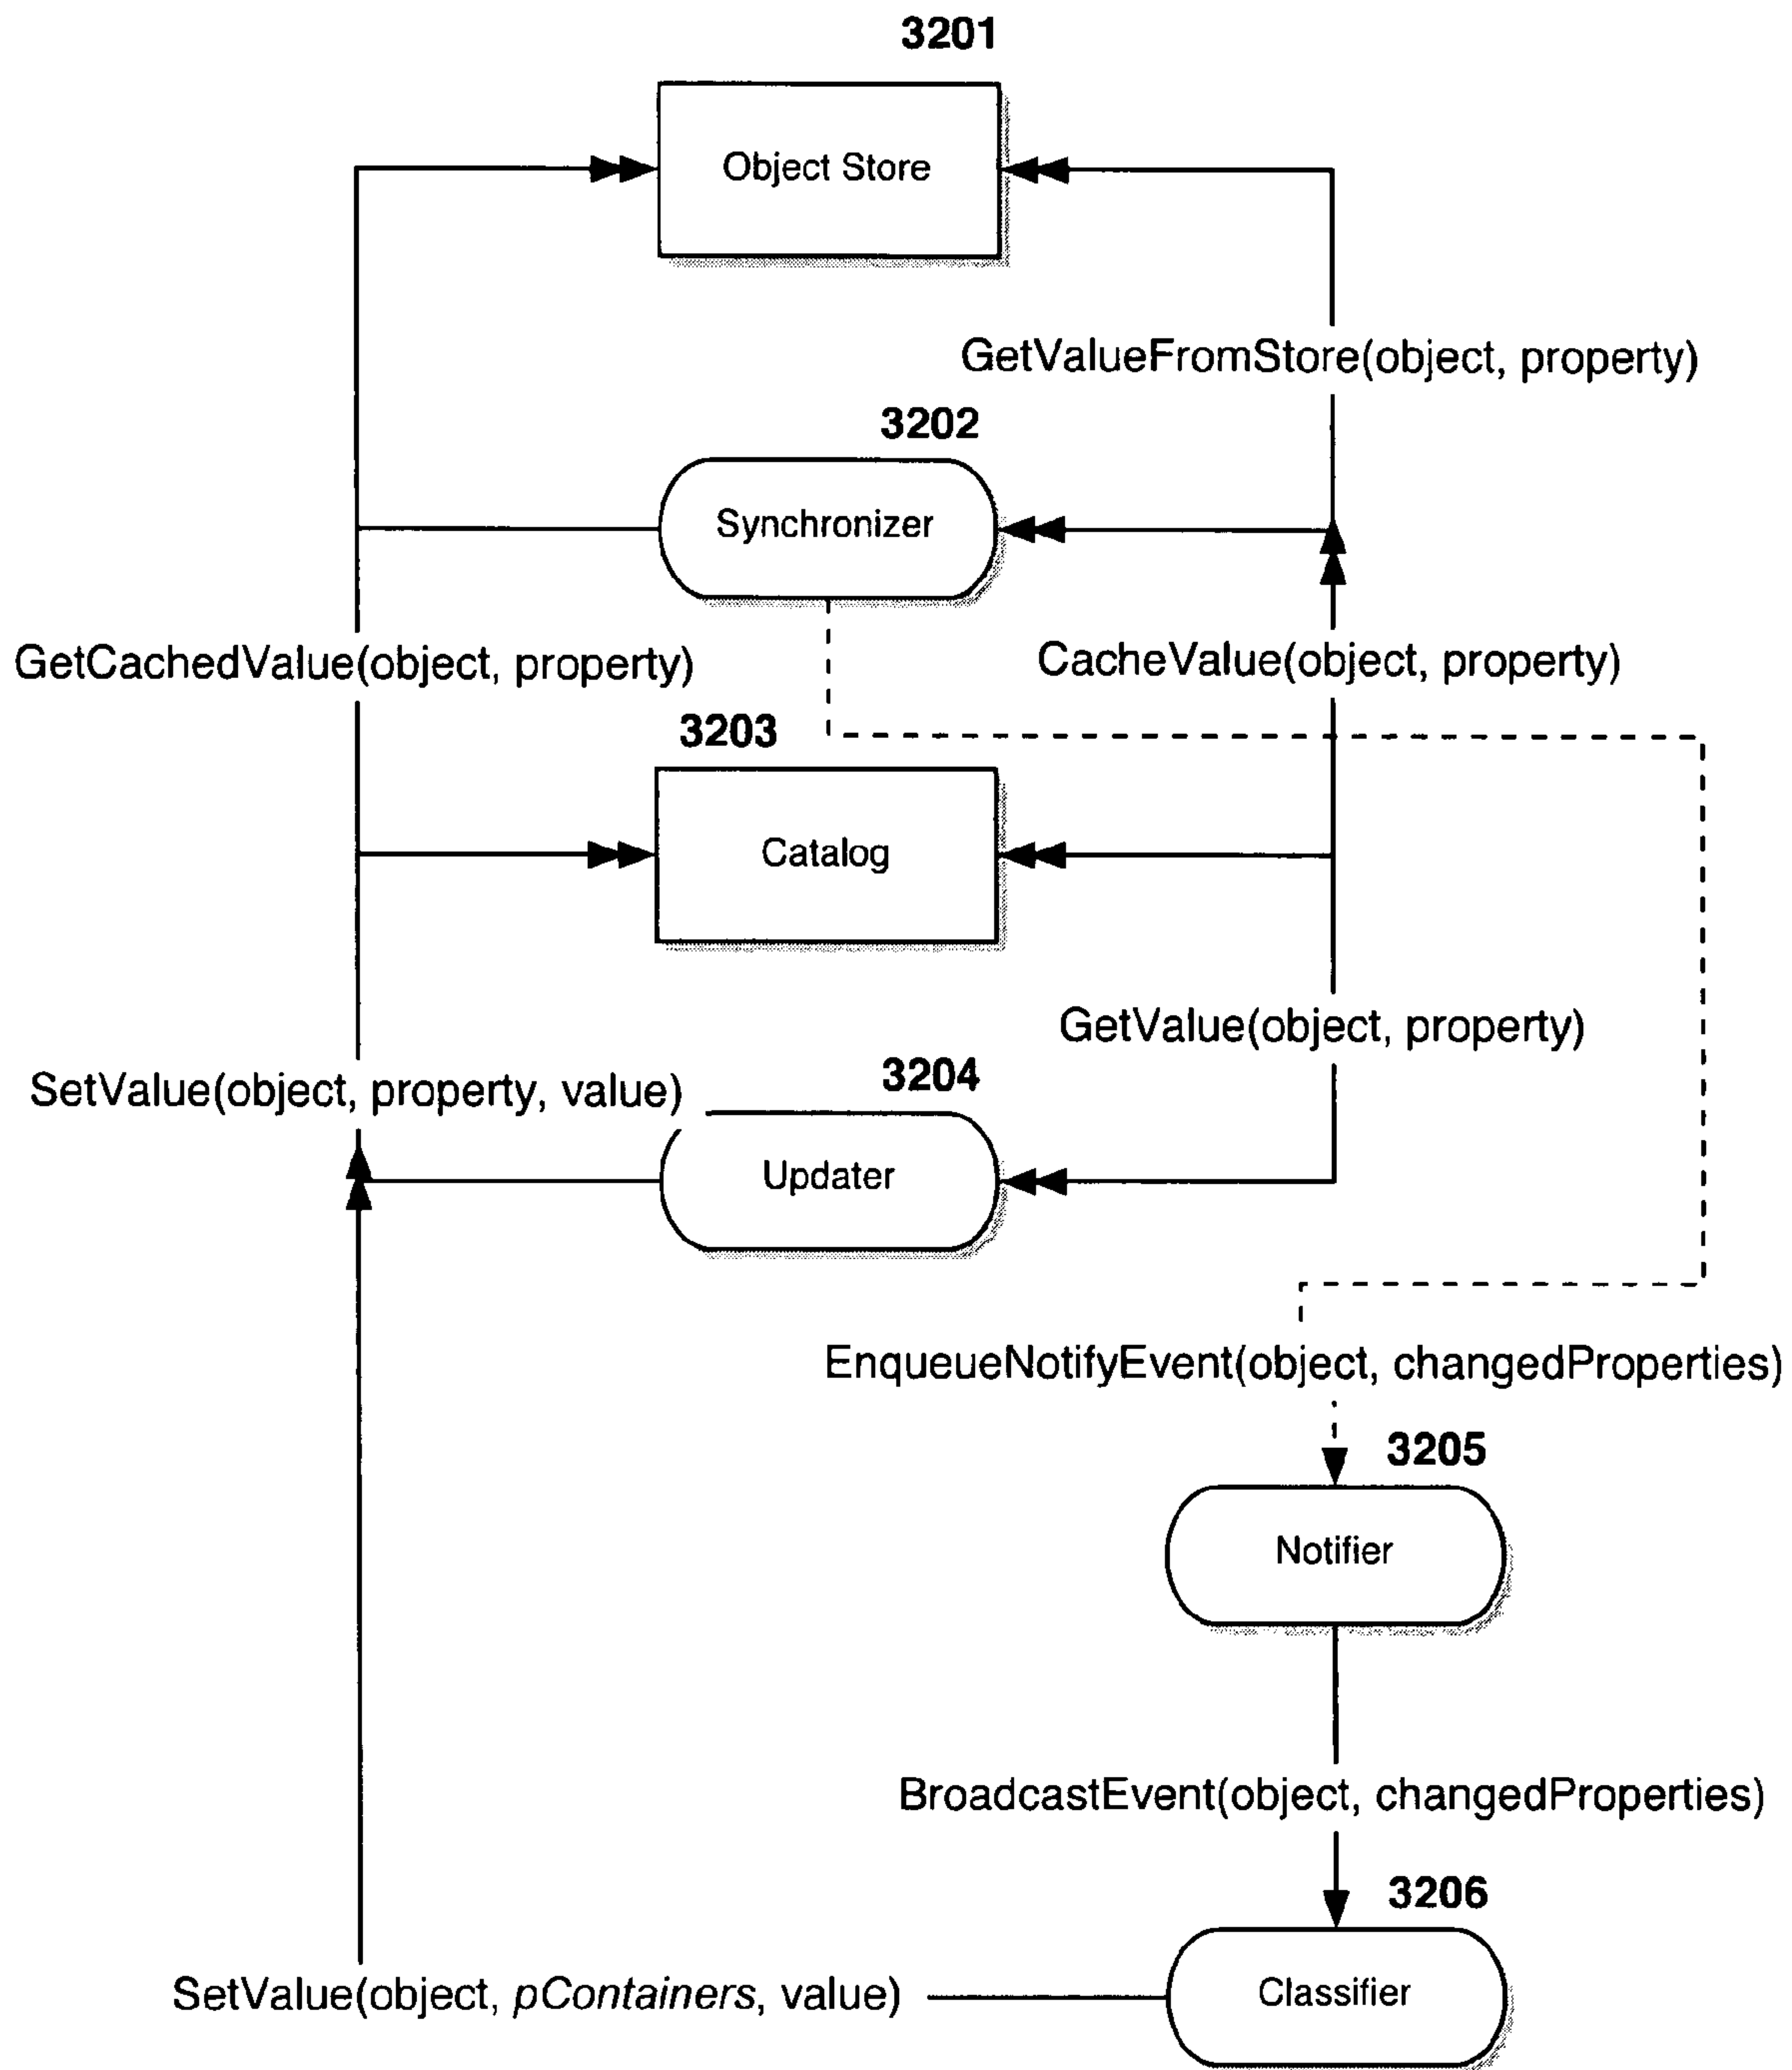 3201
Object Store
GetValueFromStore(object, property)
3202
Synchronizer
GetCachedValue(object, property)
CacheValue(object, property)
3203
Catalog
GetValue(object, property)
3204
SetValue(object, property, value)
Updater
EnqueueNotifyEvent(object, changedProperties)
3205
Notifier
BroadcastEvent(object, changedProperties)
3206
Classifier
SetValue(object, pContainers, value)